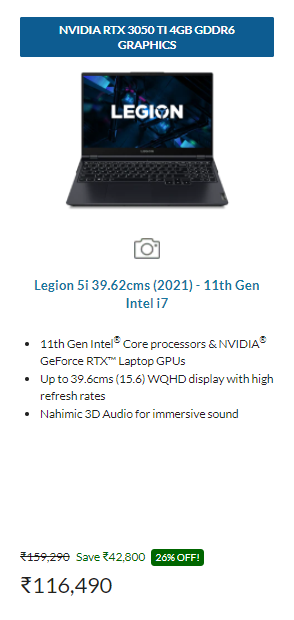 NVIDIA RTX 3050 TI 4GB GDDR6
GRAPHICS
LEGION
Legion 5i 39.62cms (2021) - 11th Gen
Intel i7
• 11th Gen Intel® Core processors & NVIDIA®
GeForce RTX™ Laptop GPUs
• Up to 39.6cms (15.6) WQHD display with high
refresh rates
• Nahimic 3D Audio for immersive sound
₹159,290 Save ₹42,800 26% OFF!
₹116,490